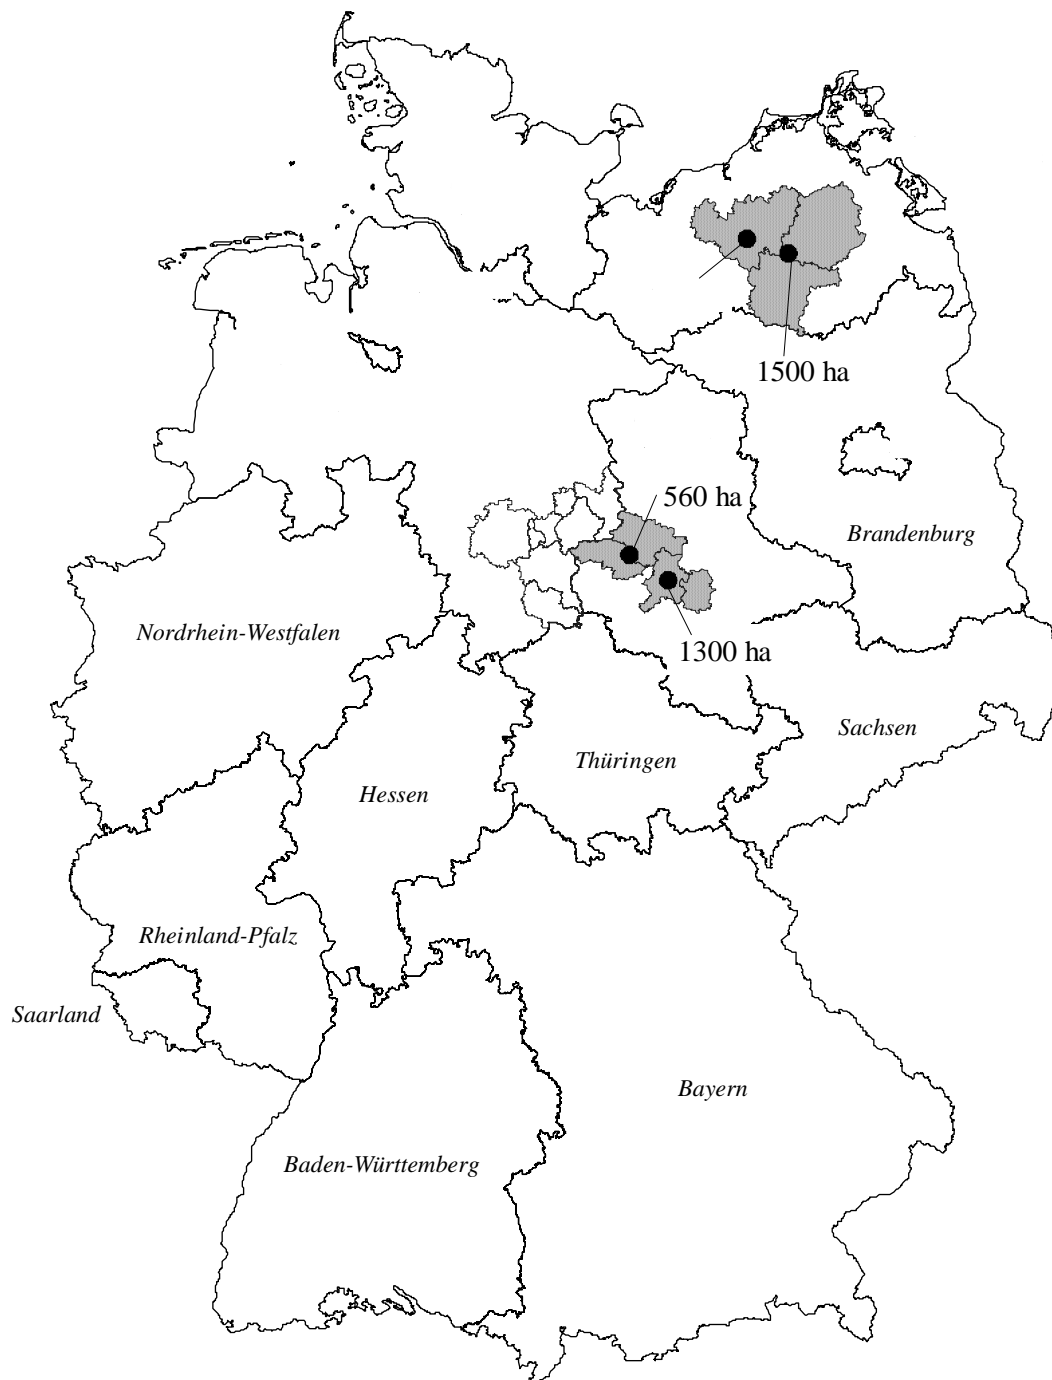 1500 ha
560 ha
Brandenburg
Nordrhein-Westfalen
1300 ha
Sachsen
Thüringen
Hessen
Rheinland-Pfalz
Saarland
Bayern
Baden-Württemberg